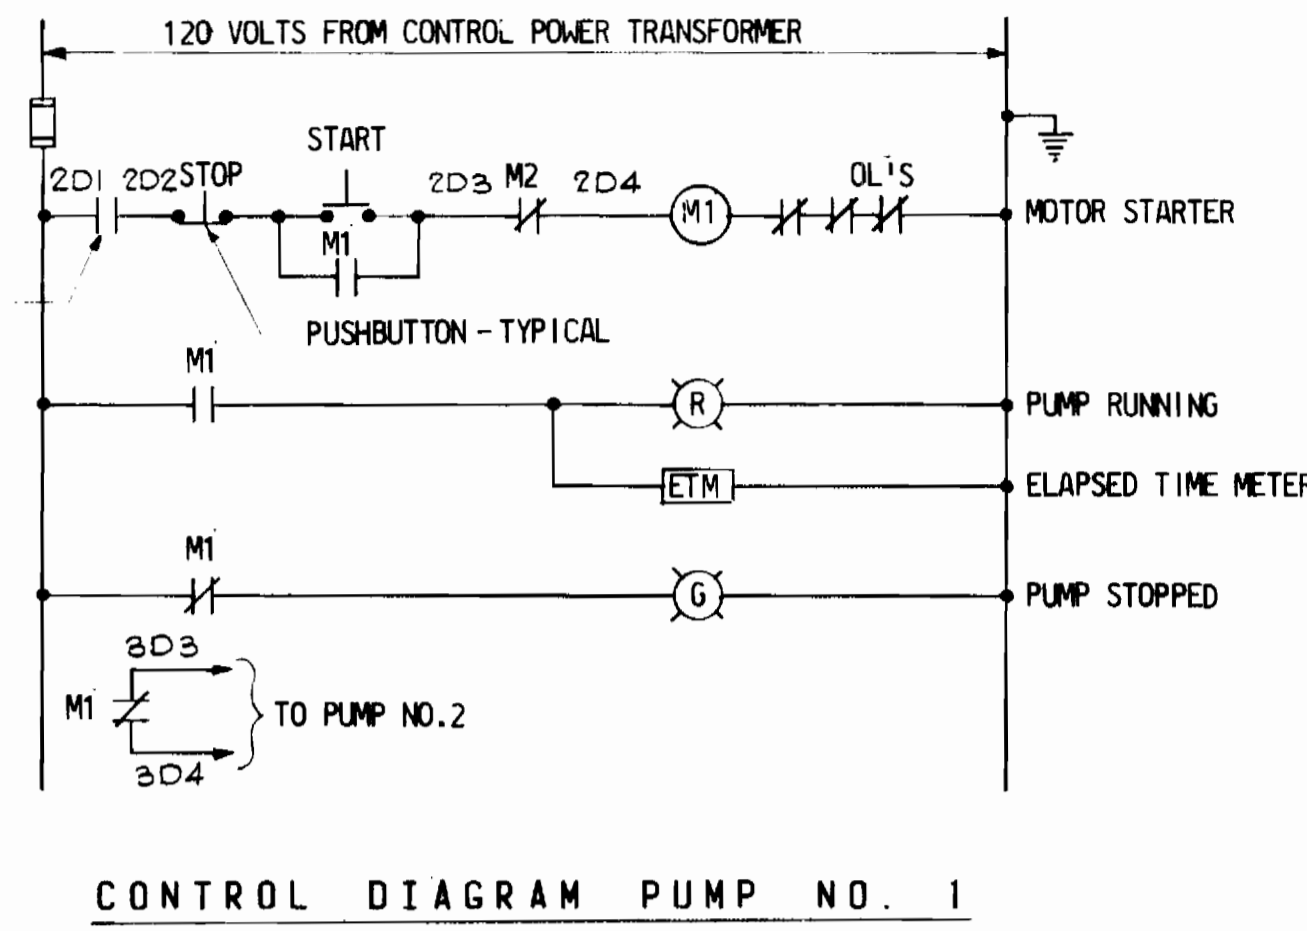 120 VOLTS FROM CONTROL POWER TRANSFORMER
START
2D1 2D2 STOP 2D3 M2 2D4 OL'S
M1 MOTOR STARTER
M1
PUSHBUTTON - TYPICAL
M1
R PUMP RUNNING
ETM ELAPSED TIME METER
M1
G PUMP STOPPED
3D3
M1 TO PUMP NO.2
3D4
CONTROL DIAGRAM PUMP NO. 1